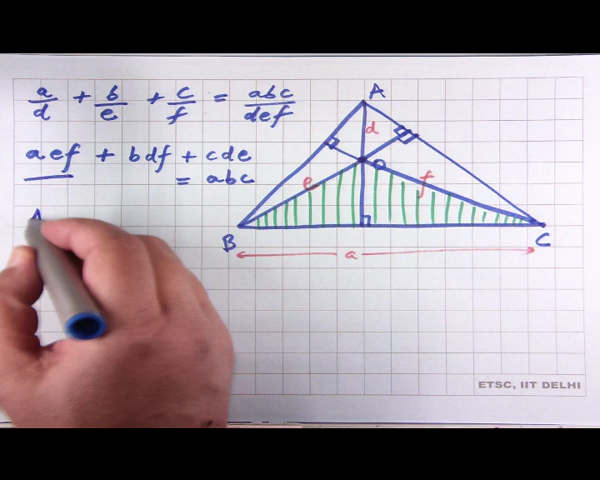 a/d + b/e + c/f = abc/def
A
aef + bdf + cde
= abc
d
O
e
f
A
B
C
a
ETSC, IIT DELHI